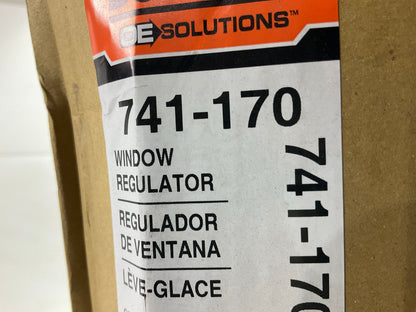 OE SOLUTIONS™
741-170
WINDOW
REGULATOR
REGULADOR
DE VENTANA
LÈVE-GLACE
741-170